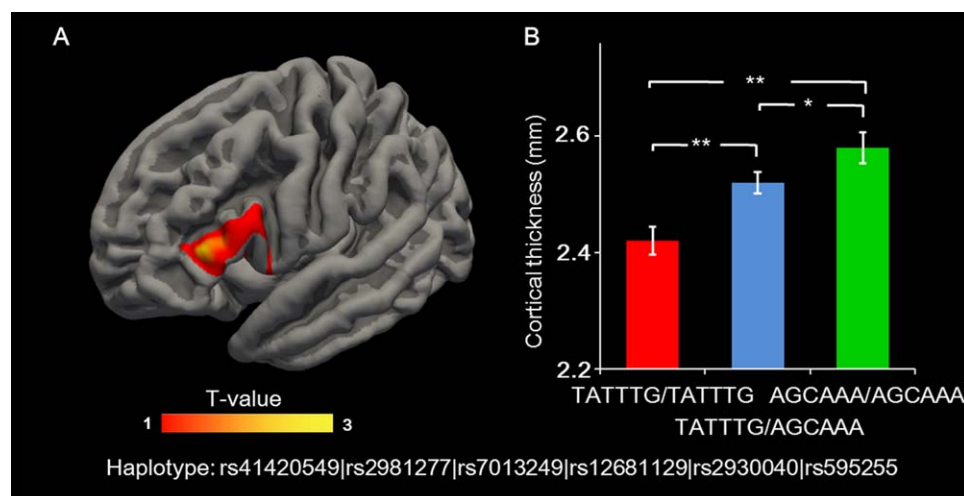 A
B
Cortical thickness (mm)
**
*
**
2.6
2.4
2.2
TATTTG/TATTTG AGCAAA/AGCAAA
TATTTG/AGCAAA
T-value
1 3
Haplotype: rs41420549|rs2981277|rs7013249|rs12681129|rs2930040|rs595255